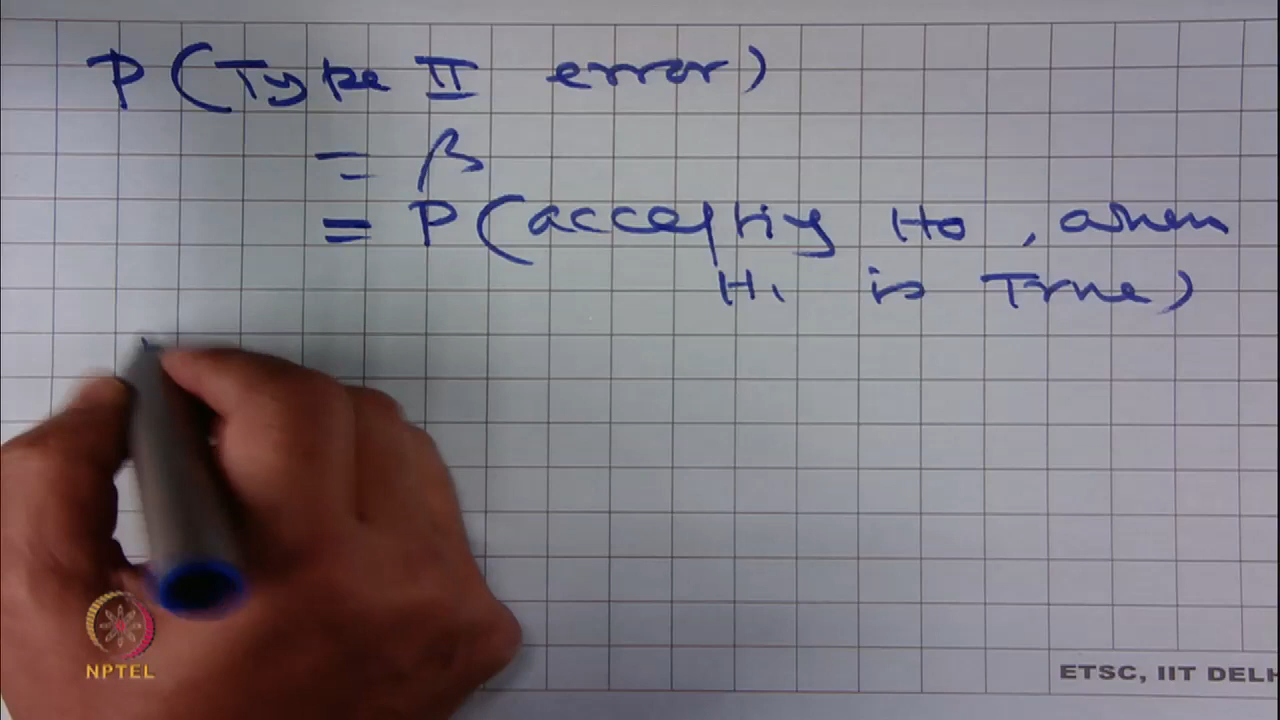 P (Type II error)
= β
= P (accepting H0, when
H1 is True)
NPTEL
ETSC, IIT DELH